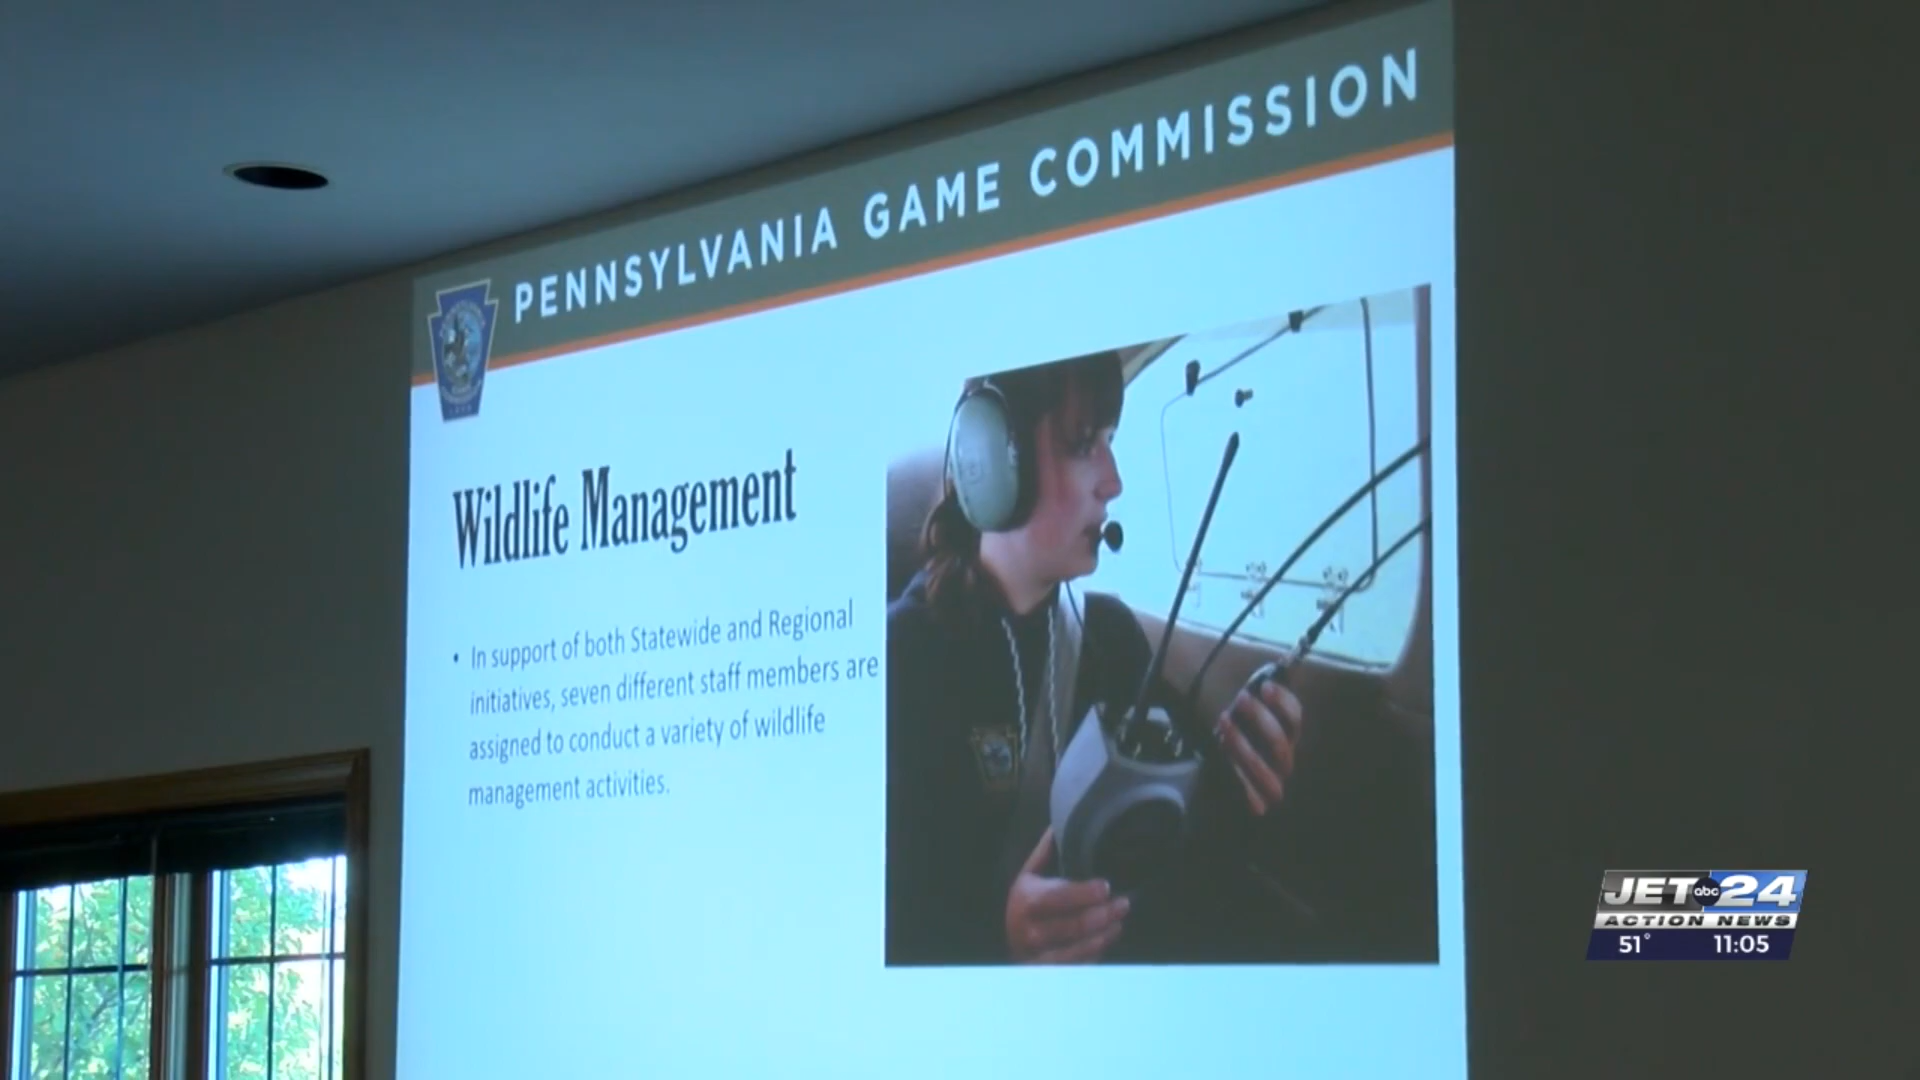 PENNSYLVANIA GAME COMMISSION
Wildlife Management
• In support of both Statewide and Regional
initiatives, seven different staff members are
assigned to conduct a variety of wildlife
management activities.
JET abc 24
ACTION NEWS
51° 11:05